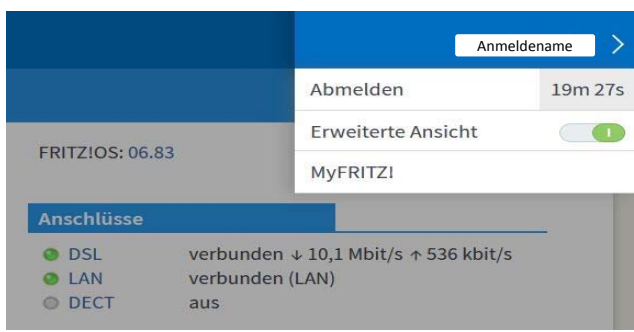 Anmeldename
Abmelden 19m 27s
Erweiterte Ansicht
MyFRITZ!
FRITZ!OS: 06.83
Anschlüsse
DSL verbunden ↓ 10,1 Mbit/s ↑ 536 kbit/s
LAN verbunden (LAN)
DECT aus